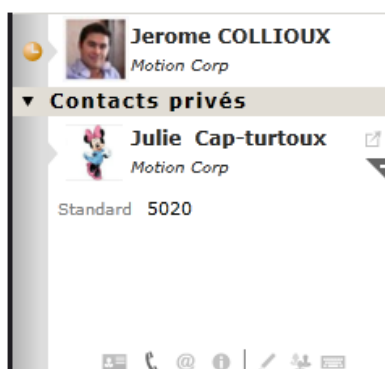 Jerome COLLIOUX
Motion Corp
Contacts privés
Julie Cap-turtoux
Motion Corp
Standard 5020